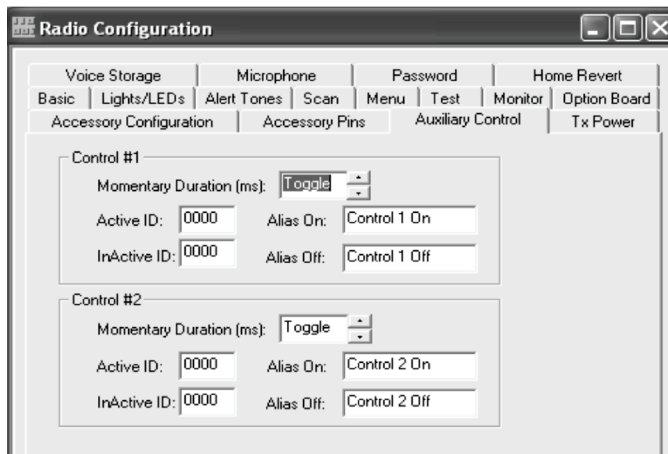 Radio Configuration
Voice Storage Microphone Password Home Revert
Basic Lights/LEDs Alert Tones Scan Menu Test Monitor Option Board
Accessory Configuration Accessory Pins Auxiliary Control Tx Power
Control #1
Momentary Duration (ms): Toggle
Active ID: 0000 Alias On: Control 1 On
InActive ID: 0000 Alias Off: Control 1 Off
Control #2
Momentary Duration (ms): Toggle
Active ID: 0000 Alias On: Control 2 On
InActive ID: 0000 Alias Off: Control 2 Off